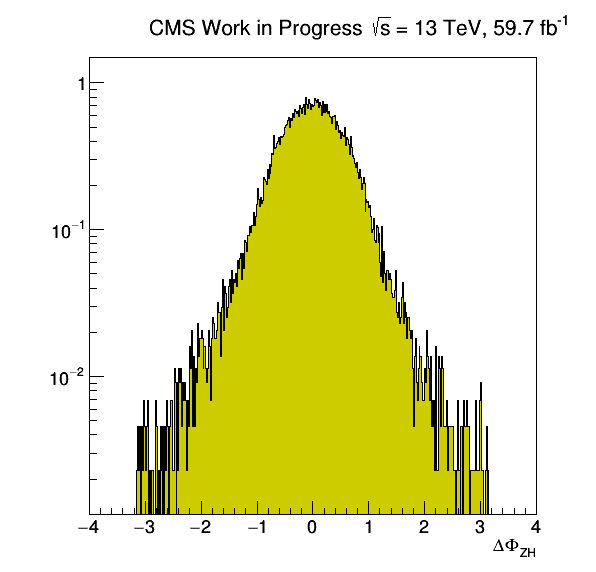 CMS Work in Progress √s = 13 TeV, 59.7 fb⁻¹
1
10⁻¹
10⁻²
−4 −3 −2 −1 0 1 2 3 4
ΔΦ_ZH